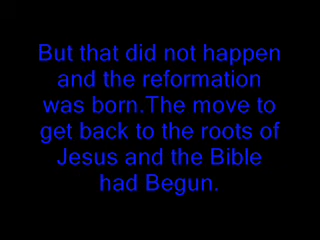 But that did not happen
and the reformation
was born.The move to
get back to the roots of
Jesus and the Bible
had Begun.